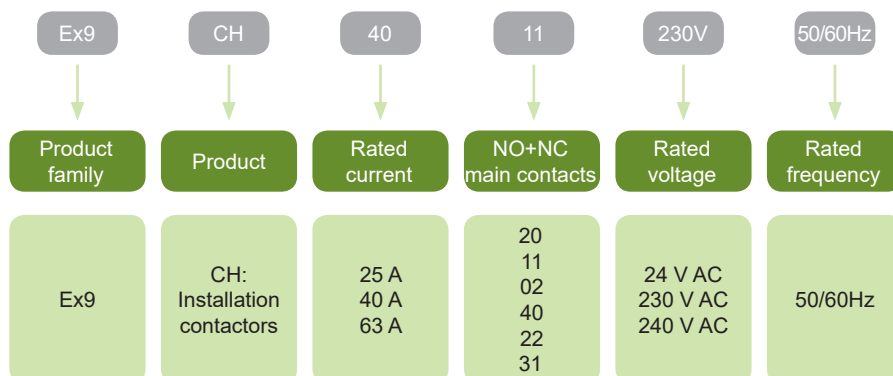 Ex9
CH
40
11
230V
50/60Hz
Product
family
Product
Rated
current
NO+NC
main contacts
Rated
voltage
Rated
frequency
Ex9
CH:
Installation
contactors
25 A
40 A
63 A
20
11
02
40
22
31
24 V AC
230 V AC
240 V AC
50/60Hz